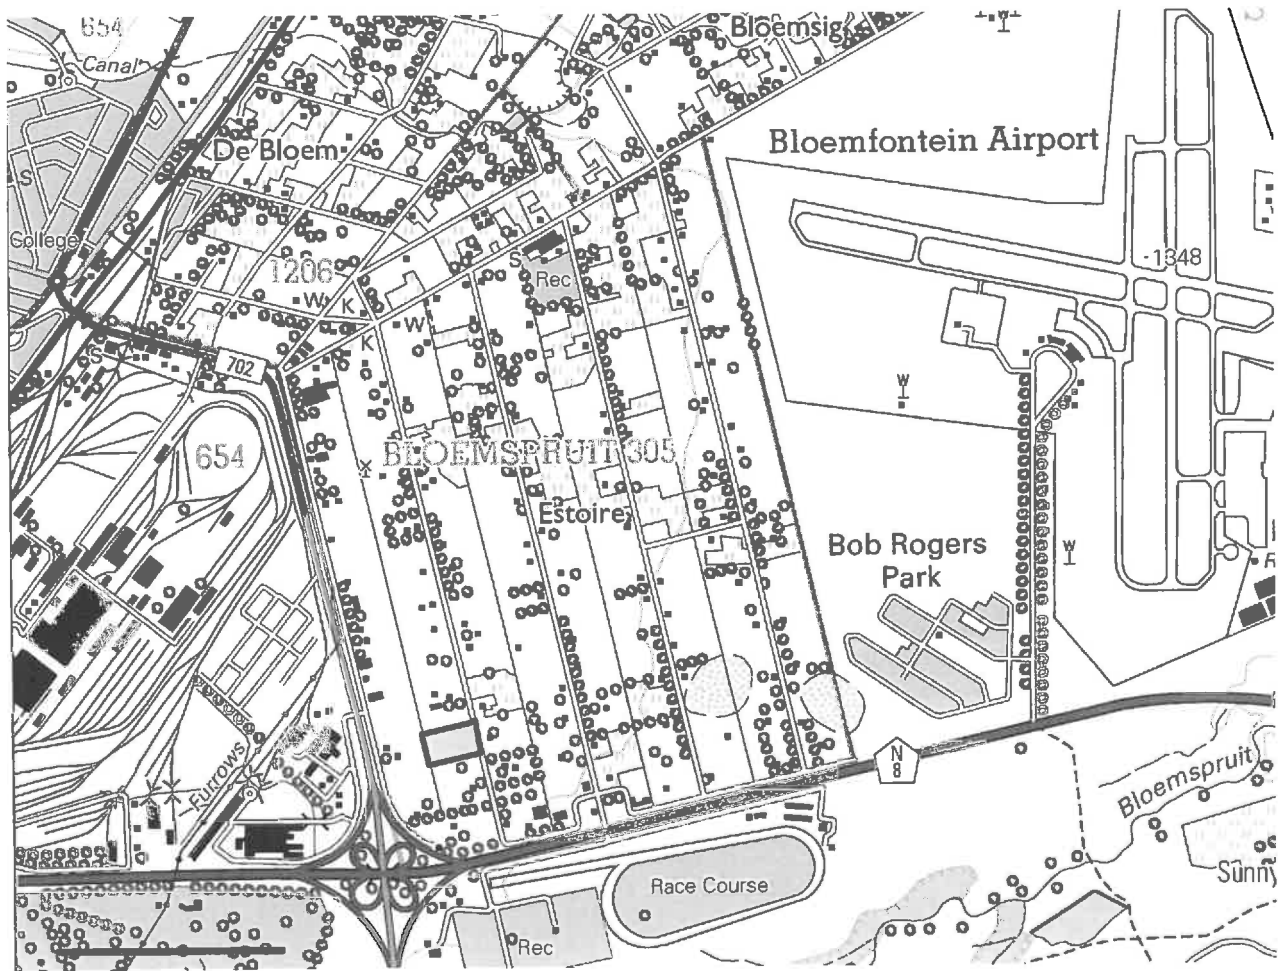 654
Canal
Bloemsig
W
De Bloem
Bloemfontein Airport
S
College
1206
S
Rec
-1348
W
K
K
W
K
S
702
W
654
BLOEMSPRUIT 305
Estoire
Bob Rogers
Park
W
R
Furrows
N
8
Bloemspruit
Sunny
Race Course
Rec